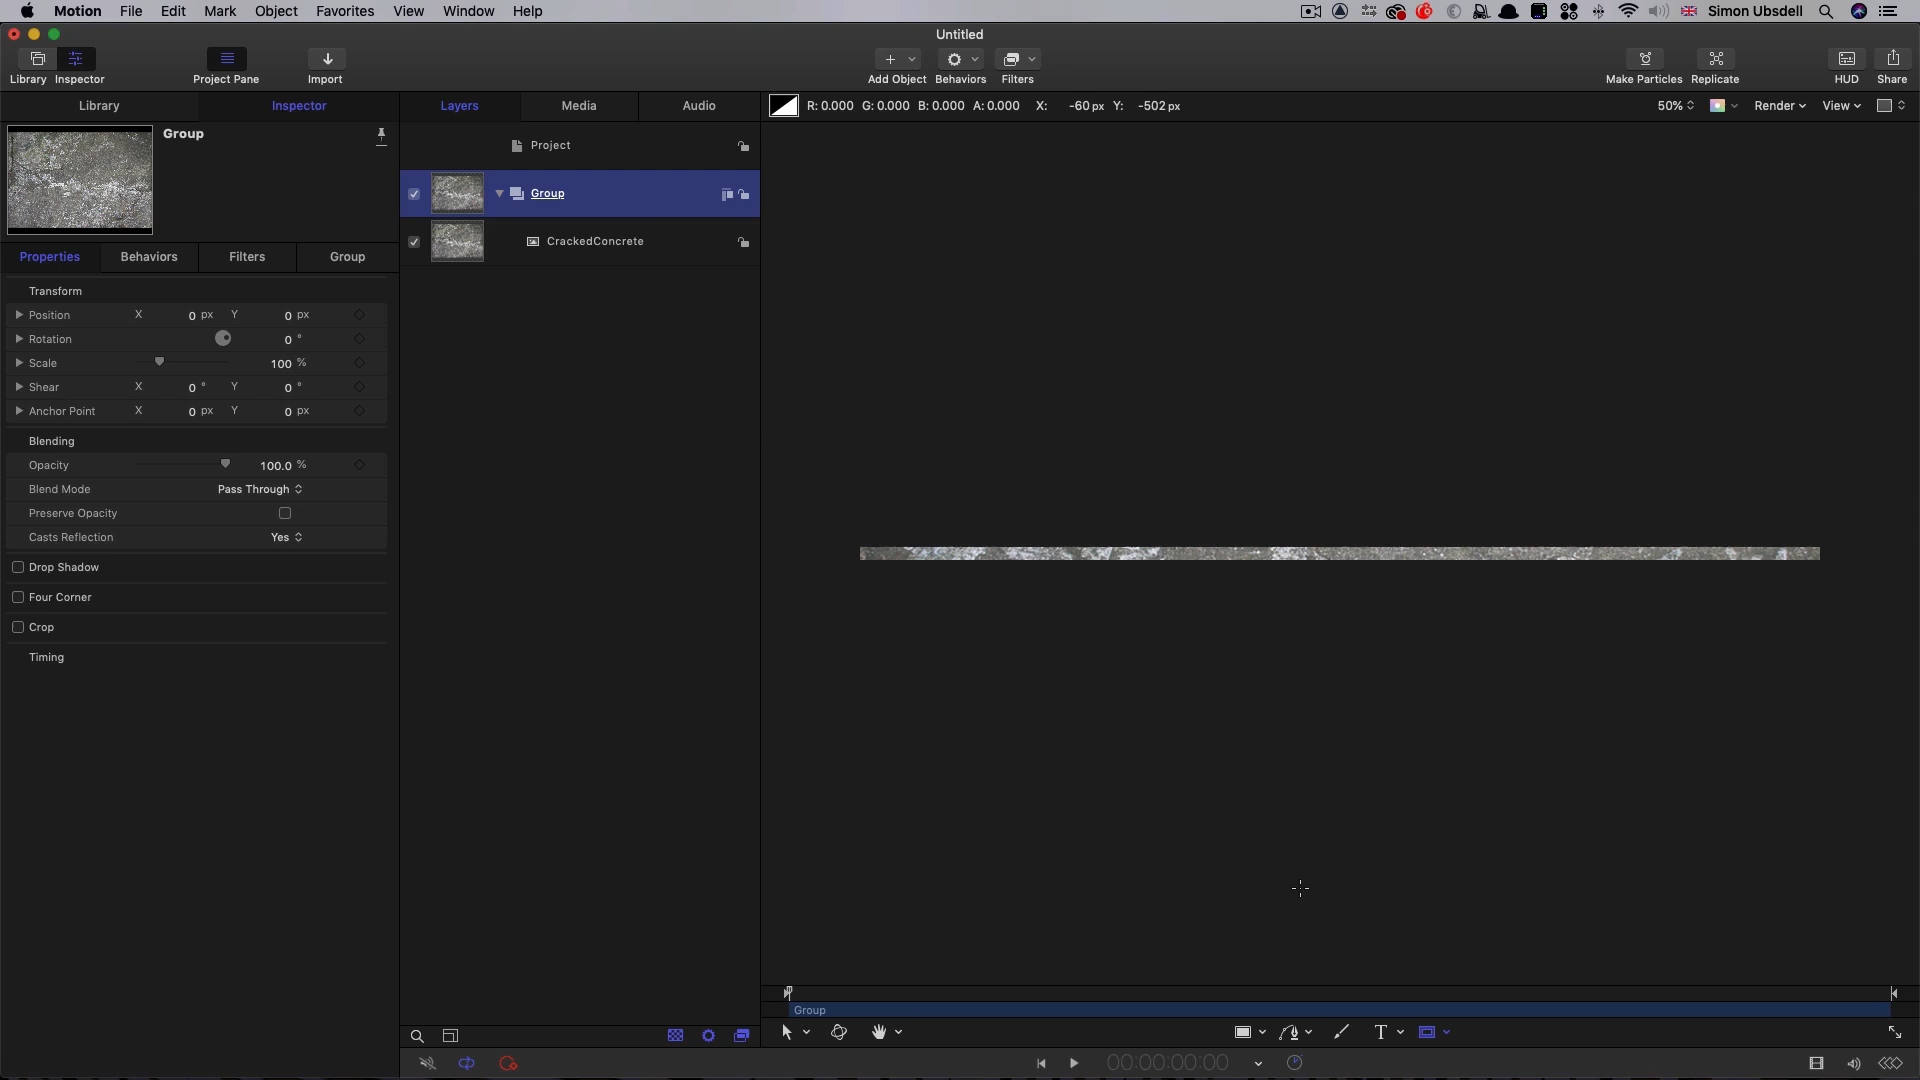 Motion File Edit Mark Object Favorites View Window Help Simon Ubsdell
Untitled
Library Inspector Project Pane Import Add Object Behaviors Filters Make Particles Replicate HUD Share
Library Inspector Layers Media Audio R: 0.000 G: 0.000 B: 0.000 A: 0.000 X: -60 px Y: -502 px 50% Render View
Group
Project
Group
CrackedConcrete
Properties Behaviors Filters Group
Transform
Position X 0 px Y 0 px
Rotation 0 °
Scale 100 %
Shear X 0 ° Y 0 °
Anchor Point X 0 px Y 0 px
Blending
Opacity 100.0 %
Blend Mode Pass Through
Preserve Opacity
Casts Reflection Yes
Drop Shadow
Four Corner
Crop
Timing
Group
T
00:00:00:00